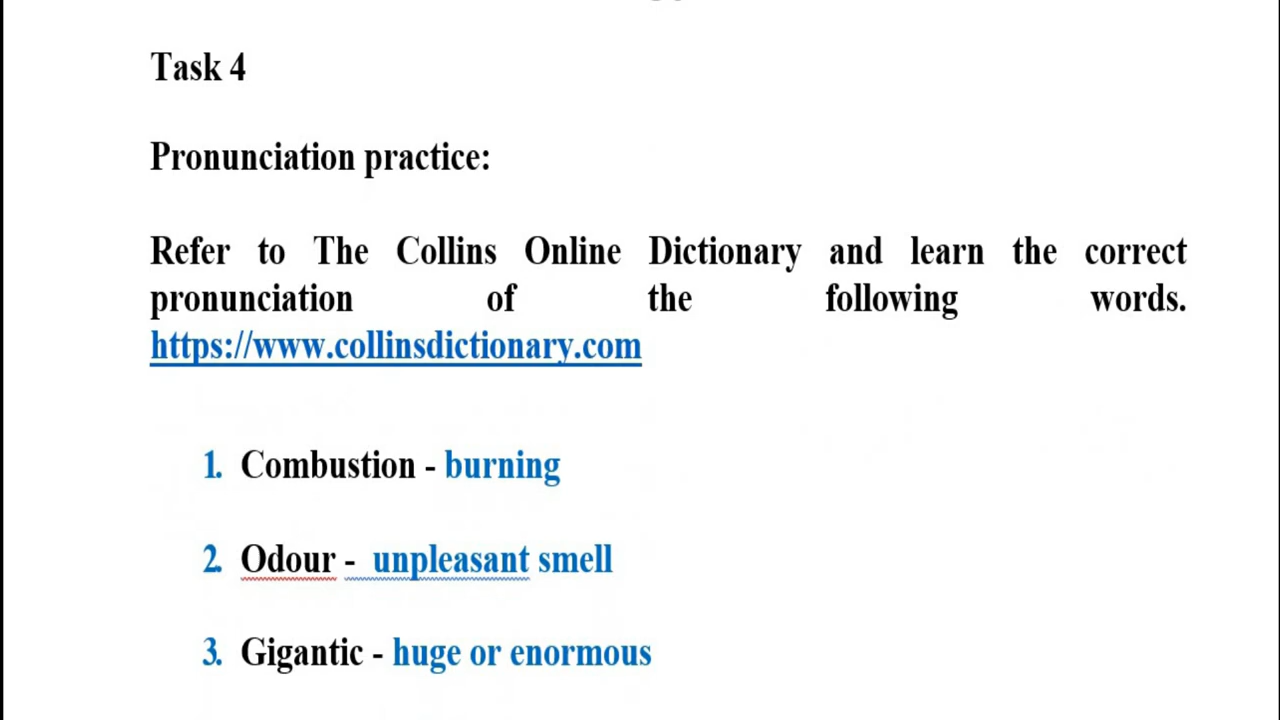 Task 4
Pronunciation practice:
Refer to The Collins Online Dictionary and learn the correct
pronunciation of the following words.
https://www.collinsdictionary.com
1. Combustion - burning
2. Odour - unpleasant smell
3. Gigantic - huge or enormous